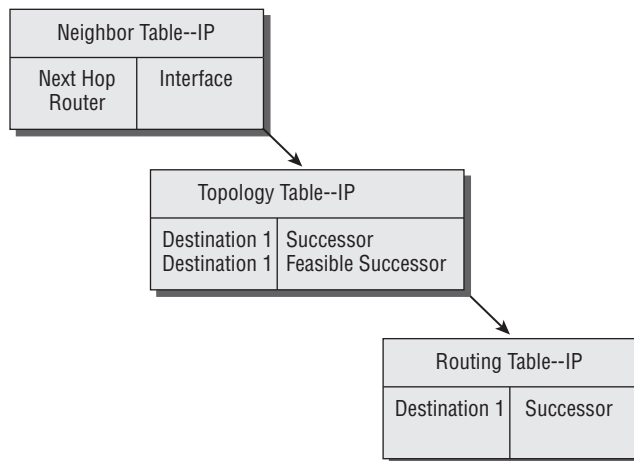 Neighbor Table--IP
Next Hop Router
Interface
Topology Table--IP
Destination 1 Successor
Destination 1 Feasible Successor
Routing Table--IP
Destination 1 Successor